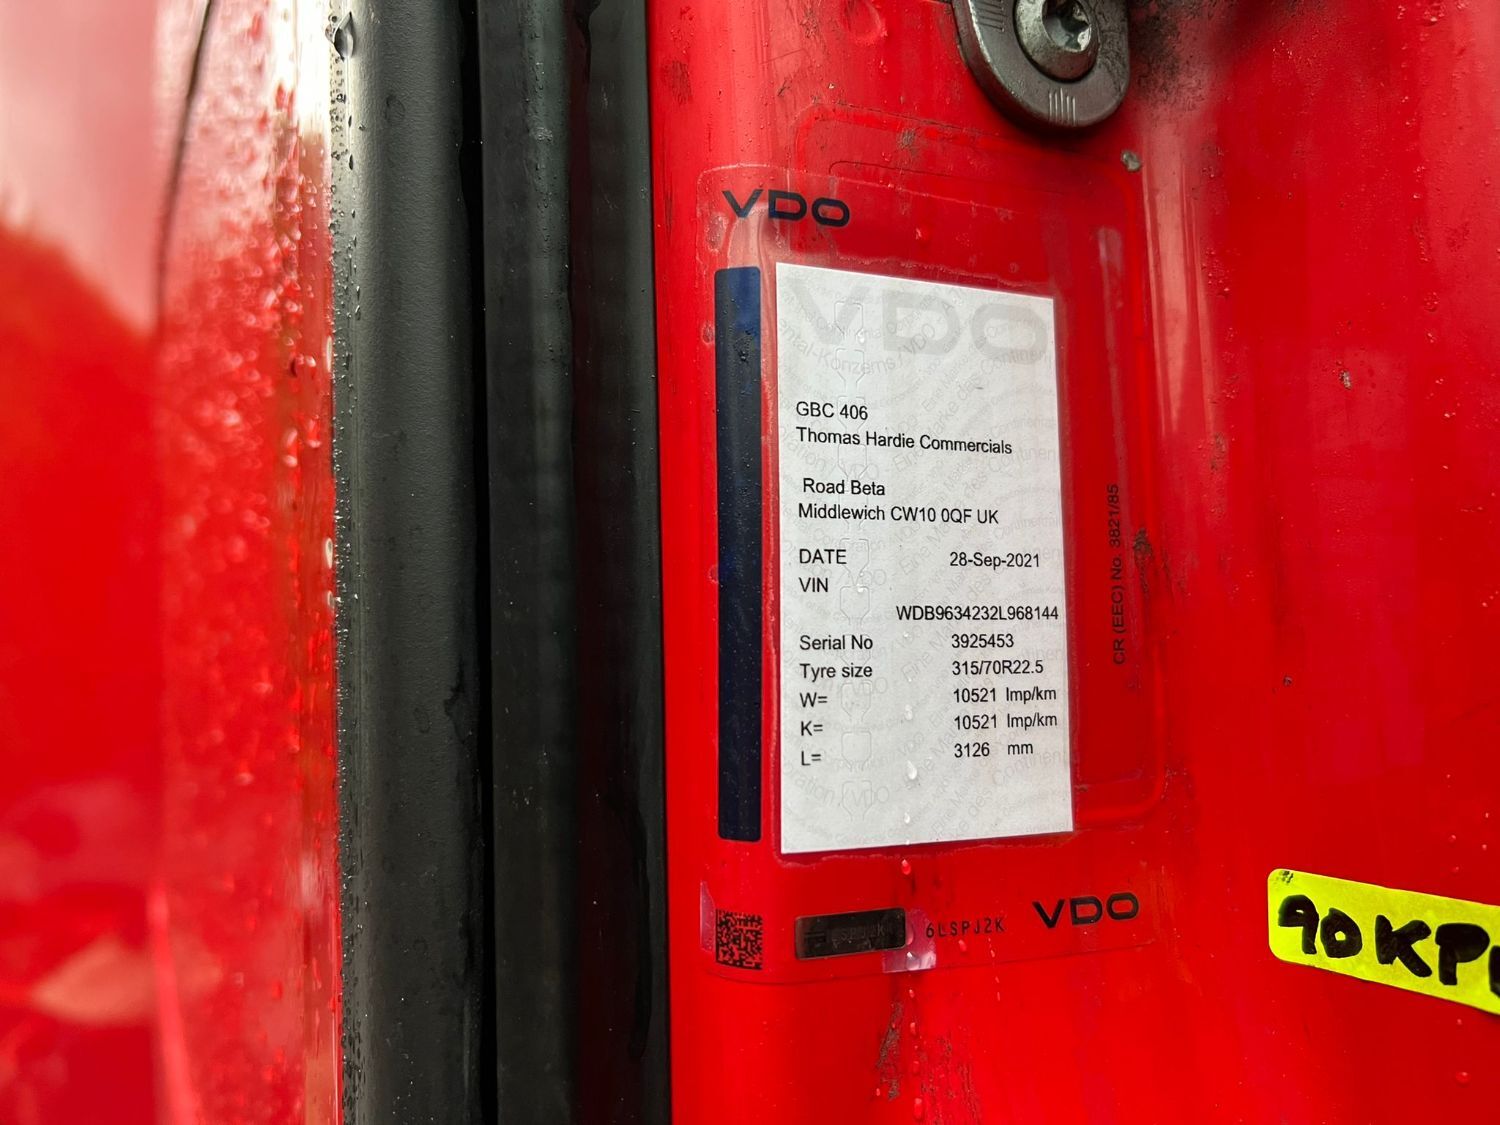 VDO
GBC 406
Thomas Hardie Commercials
Road Beta
Middlewich CW10 0QF UK
DATE 28-Sep-2021
VIN
WDB9634232L968144
Serial No 3925453
Tyre size 315/70R22.5
W= 10521 Imp/km
K= 10521 Imp/km
L= 3126 mm
CR (EEC) No. 3821/85
6LSPJ2K
VDO
90 KP